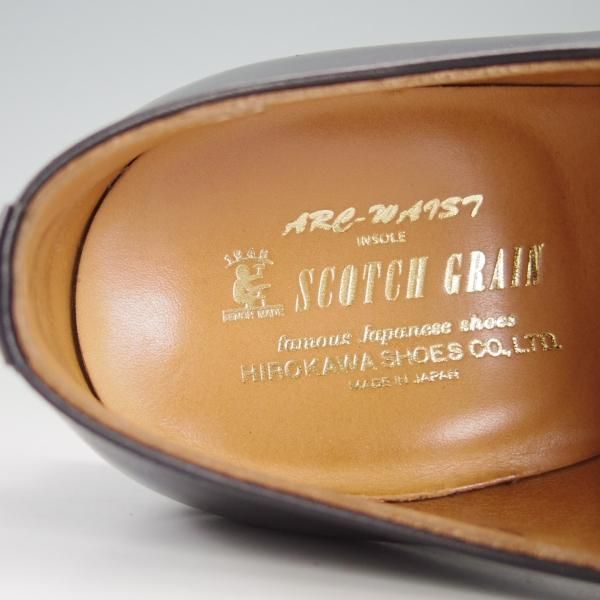 ARC-WAIST
INSOLE
SCOTCH GRAIN
famous Japanese shoes
HIROKAWA SHOES CO., LTD.
MADE IN JAPAN